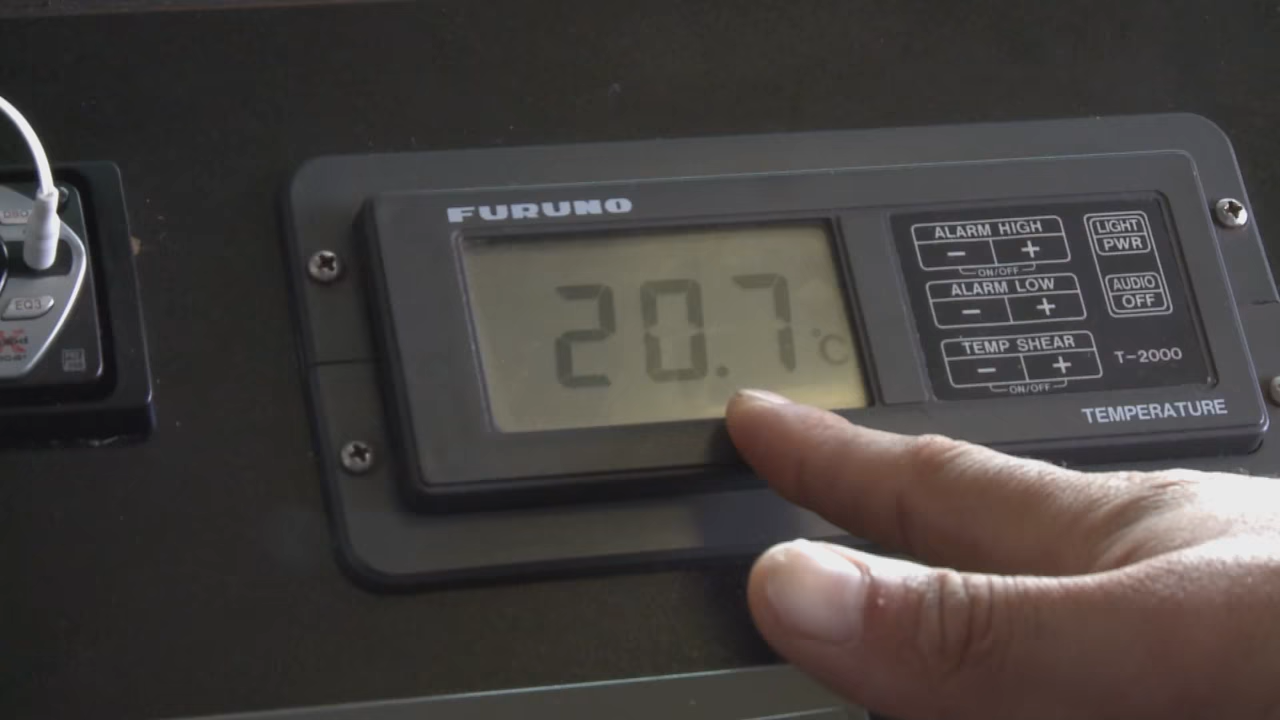 FURUNO
20.7 °C
ALARM HIGH
− +
ON/OFF
ALARM LOW
− +
TEMP SHEAR
− +
ON/OFF
LIGHT
PWR
AUDIO
OFF
T-2000
TEMPERATURE
EQ3